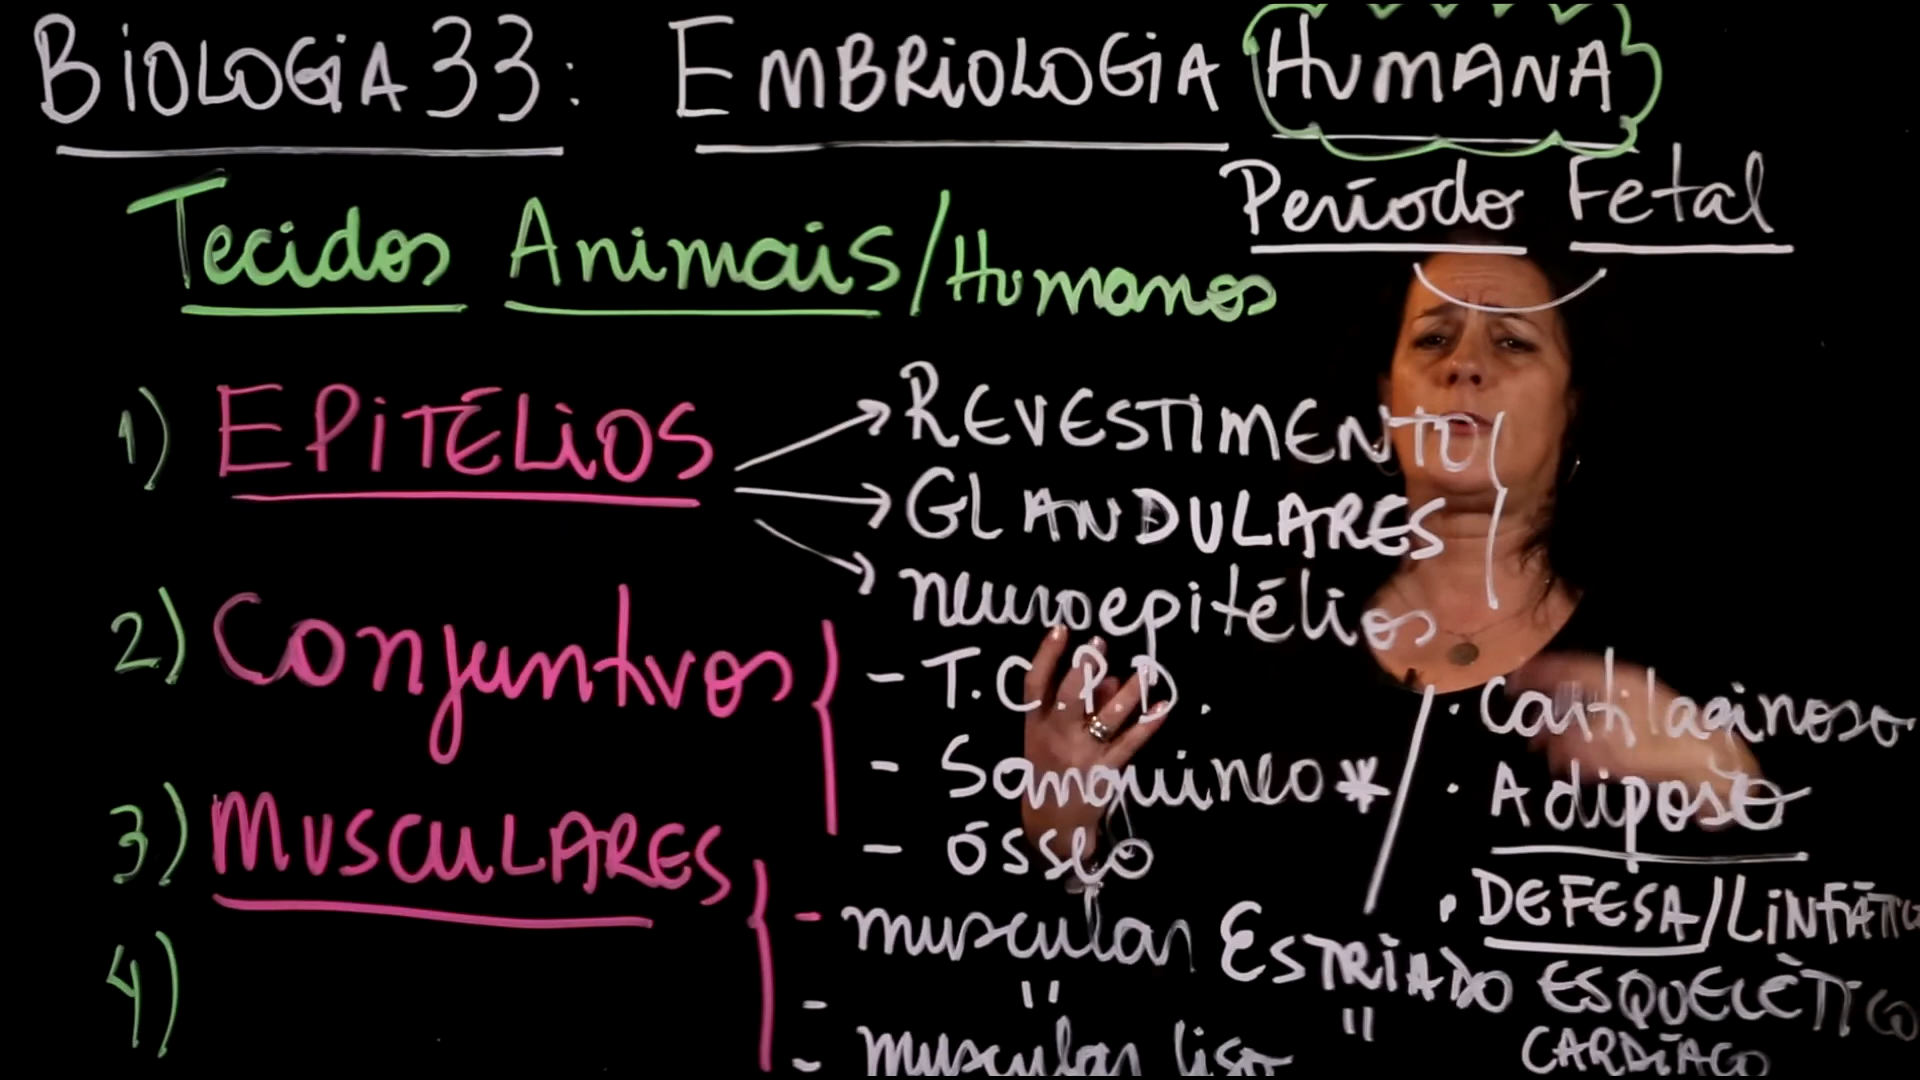 BIOLOGIA 33: EMBRIOLOGIA HUMANA
Período Fetal
Tecidos Animais/Humanos
1) EPITÉLIOS
REVESTIMENTO
GLANDULARES
neuroepitélios
2) Conjuntivos
- T.C.P.D.
- Sanguíneo *
- ósseo
· Cartilaginoso
· Adiposo
· DEFESA/LINFÁTICO
3) MUSCULARES
- muscular ESTRIADO ESQUELÉTICO
- " " CARDÍACO
- muscular liso
4)